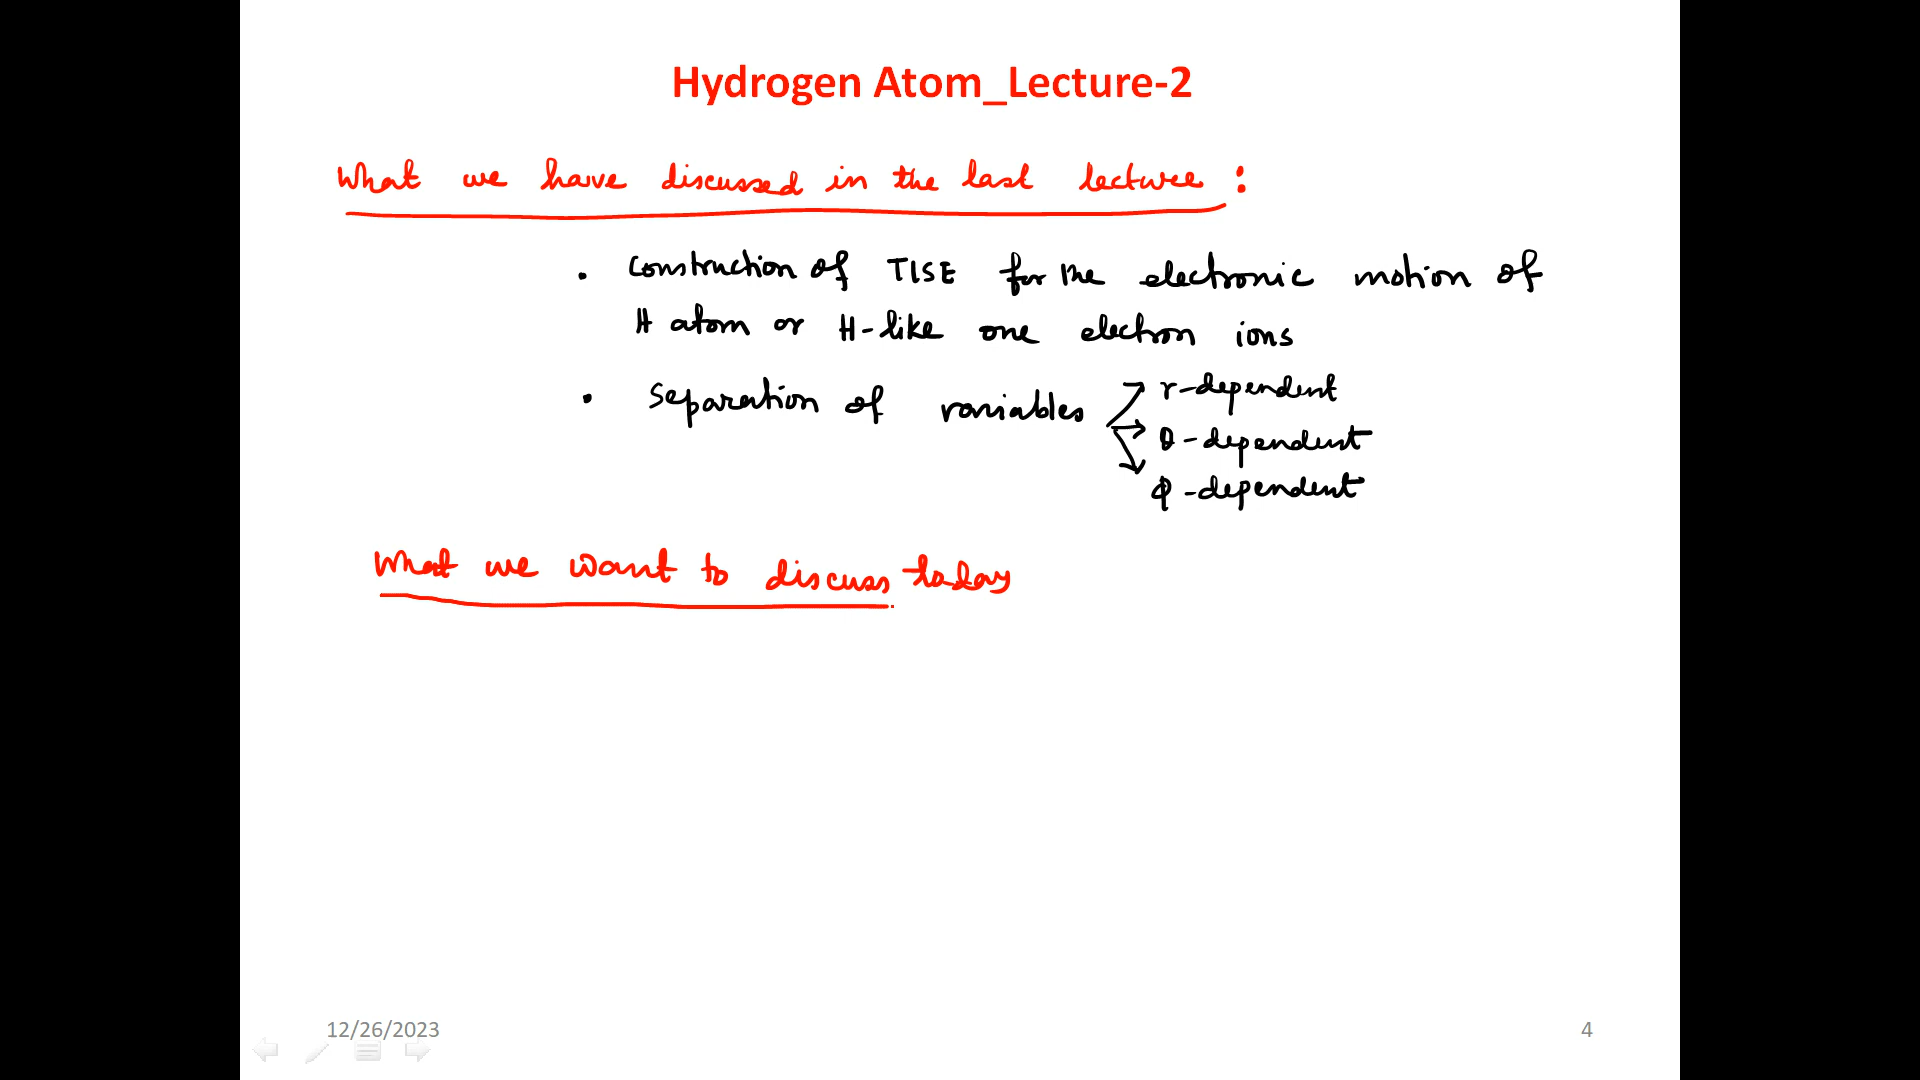 Hydrogen Atom_Lecture-2
What we have discussed in the last lecture :
• Construction of TISE for the electronic motion of
H atom or H-like one electron ions
• Separation of variables
r-dependent
θ-dependent
ϕ-dependent
What we want to discuss today
12/26/2023
4